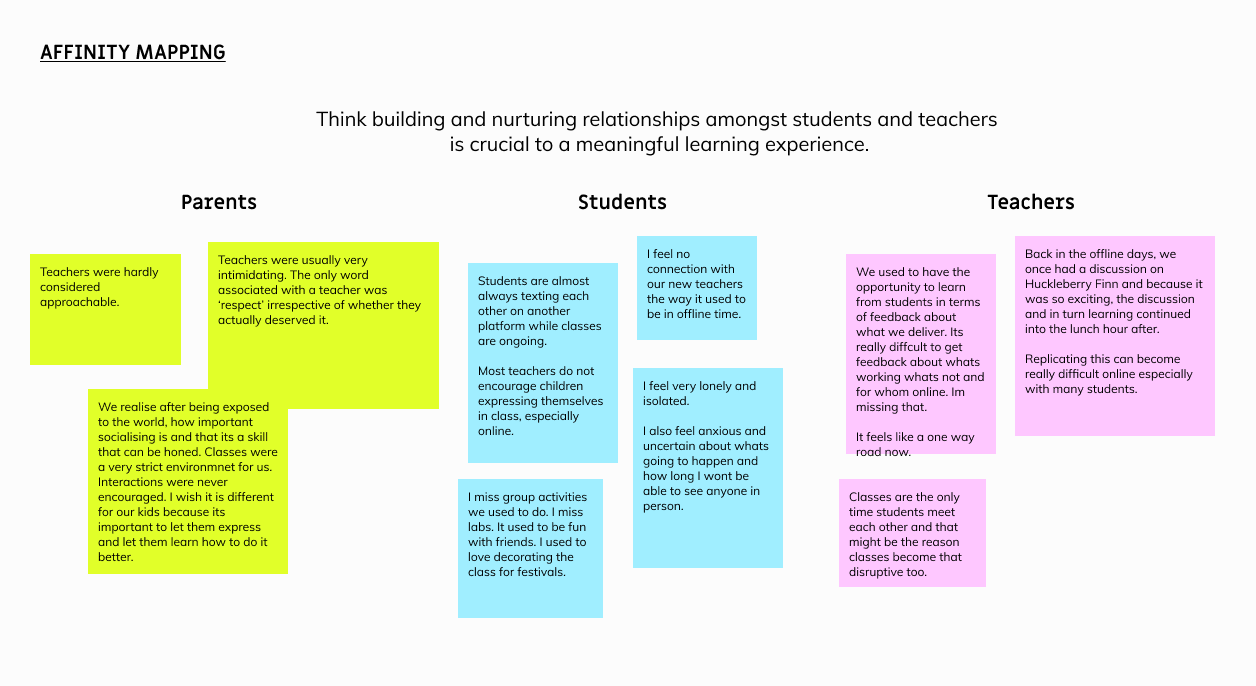 AFFINITY MAPPING
Think building and nurturing relationships amongst students and teachers
is crucial to a meaningful learning experience.
Parents
Teachers were hardly
considered
approachable.
Teachers were usually very
intimidating. The only word
associated with a teacher was
‘respect’ irrespective of whether they
actually deserved it.
We realise after being exposed
to the world, how important
socialising is and that its a skill
that can be honed. Classes were
a very strict environmnet for us.
Interactions were never
encouraged. I wish it is different
for our kids because its
important to let them express
and let them learn how to do it
better.
Students
Students are almost
always texting each
other on another
platform while classes
are ongoing.
Most teachers do not
encourage children
expressing themselves
in class, especially
online.
I feel no
connection with
our new teachers
the way it used to
be in offline time.
I feel very lonely and
isolated.
I also feel anxious and
uncertain about whats
going to happen and
how long I wont be
able to see anyone in
person.
I miss group activities
we used to do. I miss
labs. It used to be fun
with friends. I used to
love decorating the
class for festivals.
Teachers
We used to have the
opportunity to learn
from students in terms
of feedback about
what we deliver. Its
really diffcult to get
feedback about whats
working whats not and
for whom online. Im
missing that.
It feels like a one way
road now.
Back in the offline days, we
once had a discussion on
Huckleberry Finn and because it
was so exciting, the discussion
and in turn learning continued
into the lunch hour after.
Replicating this can become
really difficult online especially
with many students.
Classes are the only
time students meet
each other and that
might be the reason
classes become that
disruptive too.